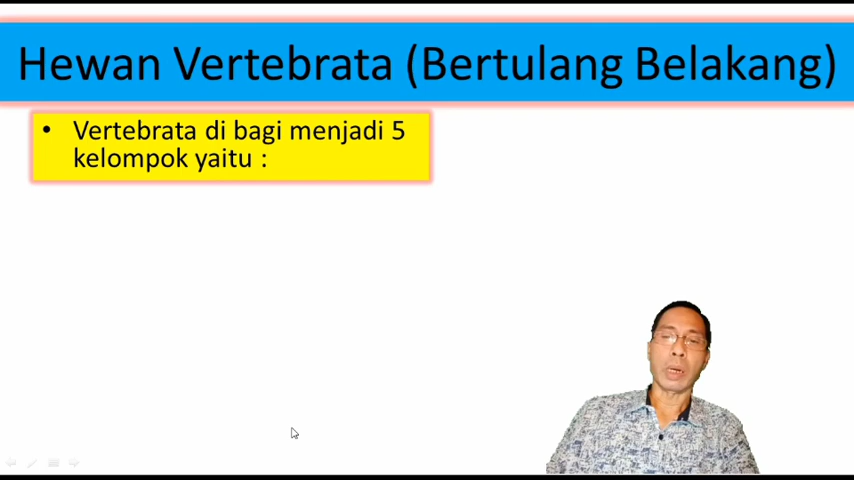 Hewan Vertebrata (Bertulang Belakang)
• Vertebrata di bagi menjadi 5
kelompok yaitu :